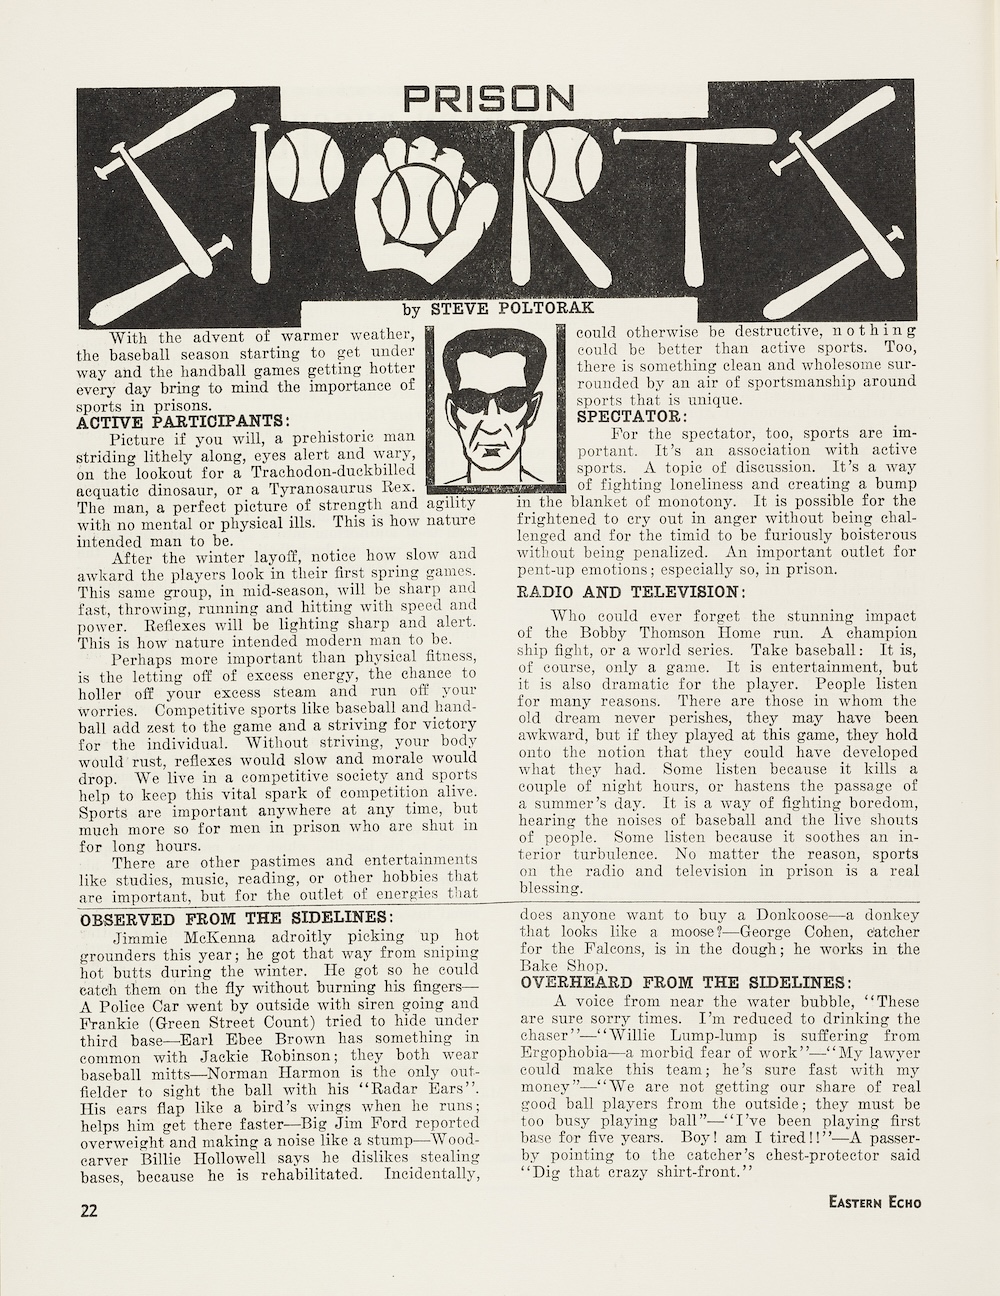 PRISON
SPORTS
by STEVE POLTORAK
With the advent of warmer weather,
the baseball season starting to get under
way and the handball games getting hotter
every day bring to mind the importance of
sports in prisons.
ACTIVE PARTICIPANTS:
Picture if you will, a prehistoric man
striding lithely along, eyes alert and wary,
on the lookout for a Trachodon-duckbilled
acquatic dinosaur, or a Tyranosaurus Rex.
The man, a perfect picture of strength and agility
with no mental or physical ills. This is how nature
intended man to be.
After the winter layoff, notice how slow and
awkard the players look in their first spring games.
This same group, in mid-season, will be sharp and
fast, throwing, running and hitting with speed and
power. Reflexes will be lighting sharp and alert.
This is how nature intended modern man to be.
Perhaps more important than physical fitness,
is the letting off of excess energy, the chance to
holler off your excess steam and run off your
worries. Competitive sports like baseball and hand-
ball add zest to the game and a striving for victory
for the individual. Without striving, your body
would rust, reflexes would slow and morale would
drop. We live in a competitive society and sports
help to keep this vital spark of competition alive.
Sports are important anywhere at any time, but
much more so for men in prison who are shut in
for long hours.
There are other pastimes and entertainments
like studies, music, reading, or other hobbies that
are important, but for the outlet of energies that
could otherwise be destructive, nothing
could be better than active sports. Too,
there is something clean and wholesome sur-
rounded by an air of sportsmanship around
sports that is unique.
SPECTATOR:
For the spectator, too, sports are im-
portant. It's an association with active
sports. A topic of discussion. It's a way
of fighting loneliness and creating a bump
in the blanket of monotony. It is possible for the
frightened to cry out in anger without being chal-
lenged and for the timid to be furiously boisterous
without being penalized. An important outlet for
pent-up emotions; especially so, in prison.
RADIO AND TELEVISION:
Who could ever forget the stunning impact
of the Bobby Thomson Home run. A champion
ship fight, or a world series. Take baseball: It is,
of course, only a game. It is entertainment, but
it is also dramatic for the player. People listen
for many reasons. There are those in whom the
old dream never perishes, they may have been
awkward, but if they played at this game, they hold
onto the notion that they could have developed
what they had. Some listen because it kills a
couple of night hours, or hastens the passage of
a summer's day. It is a way of fighting boredom,
hearing the noises of baseball and the live shouts
of people. Some listen because it soothes an in-
terior turbulence. No matter the reason, sports
on the radio and television in prison is a real
blessing.
OBSERVED FROM THE SIDELINES:
Jimmie McKenna adroitly picking up hot
grounders this year; he got that way from sniping
hot butts during the winter. He got so he could
catch them on the fly without burning his fingers—
A Police Car went by outside with siren going and
Frankie (Green Street Count) tried to hide under
third base—Earl Ebee Brown has something in
common with Jackie Robinson; they both wear
baseball mitts—Norman Harmon is the only out-
fielder to sight the ball with his "Radar Ears".
His ears flap like a bird's wings when he runs;
helps him get there faster—Big Jim Ford reported
overweight and making a noise like a stump—Wood-
carver Billie Hollowell says he dislikes stealing
bases, because he is rehabilitated. Incidentally,
does anyone want to buy a Donkoose—a donkey
that looks like a moose?—George Cohen, catcher
for the Falcons, is in the dough; he works in the
Bake Shop.
OVERHEARD FROM THE SIDELINES:
A voice from near the water bubble, "These
are sure sorry times. I'm reduced to drinking the
chaser"—"Willie Lump-lump is suffering from
Ergophobia—a morbid fear of work"—"My lawyer
could make this team; he's sure fast with my
money"—"We are not getting our share of real
good ball players from the outside; they must be
too busy playing ball"—"I've been playing first
base for five years. Boy! am I tired!!"—A passer-
by pointing to the catcher's chest-protector said
"Dig that crazy shirt-front."
22
EASTERN ECHO